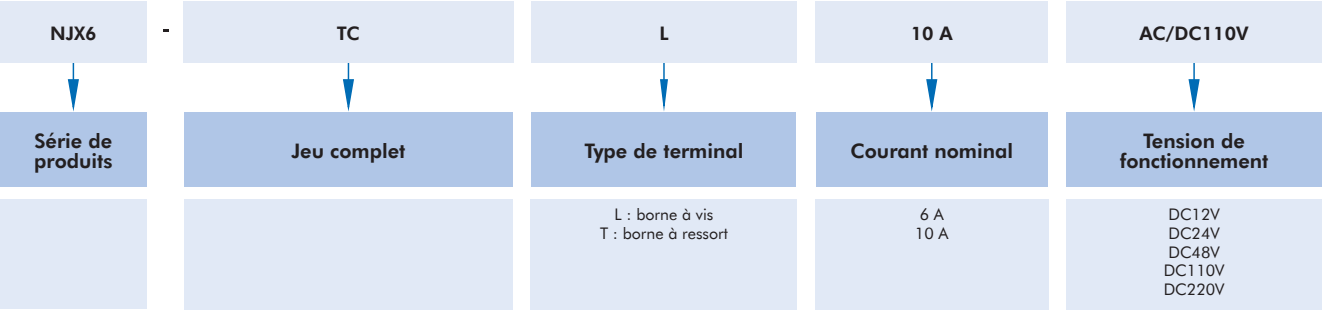 NJX6 - TC L 10 A AC/DC110V
Série de
produits
Jeu complet
Type de terminal
Courant nominal
Tension de
fonctionnement
L : borne à vis
T : borne à ressort
6 A
10 A
DC12V
DC24V
DC48V
DC110V
DC220V